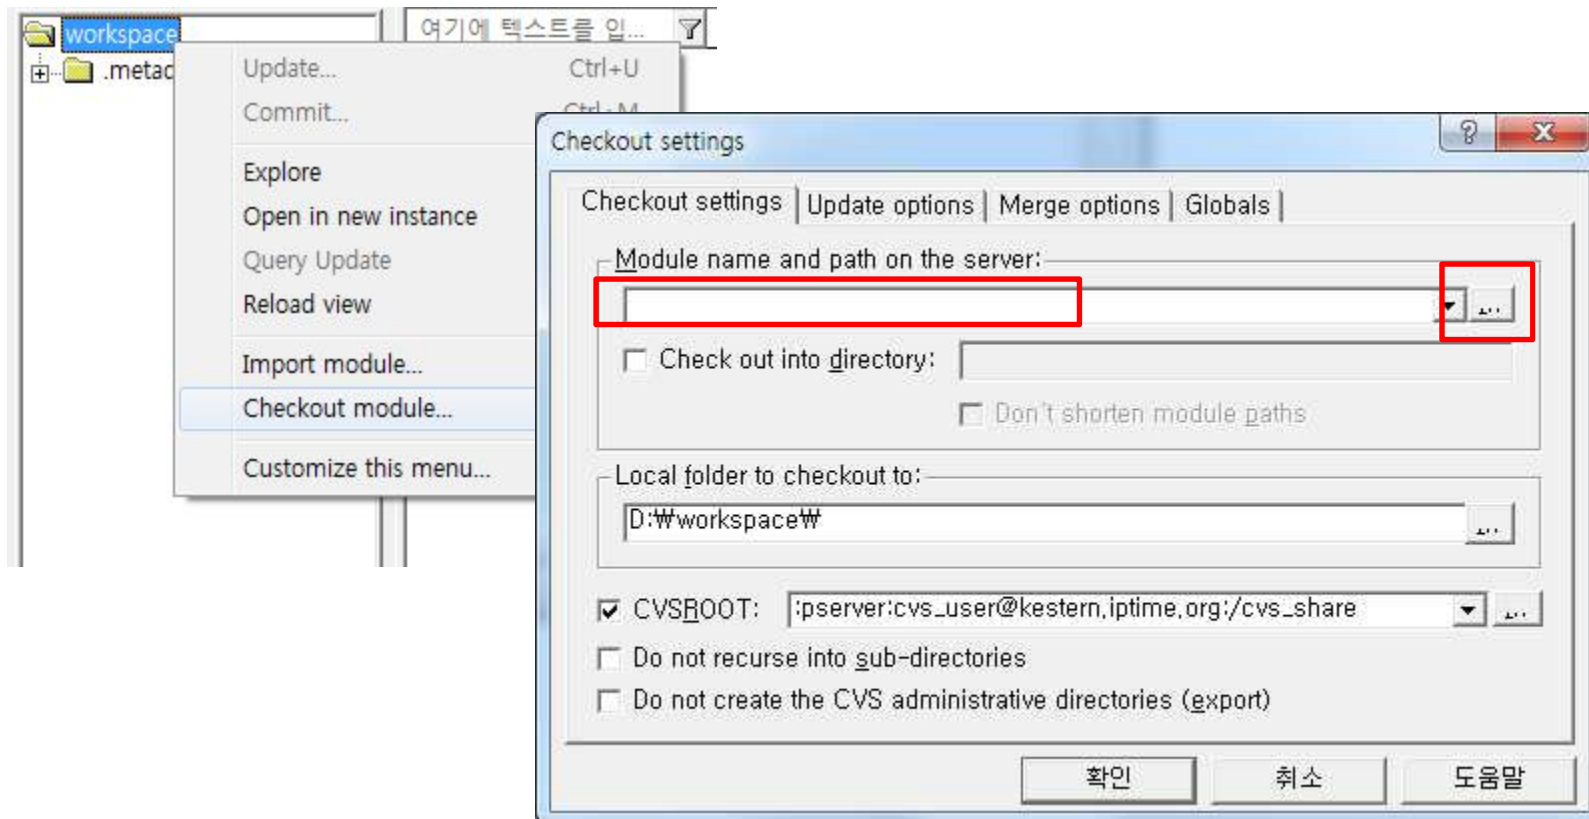 workspace
여기에 텍스트를 입...
.metad
Update... Ctrl+U
Commit... Ctrl+M
Explore
Open in new instance
Query Update
Reload view
Import module...
Checkout module...
Customize this menu...
Checkout settings
Checkout settings Update options Merge options Globals
Module name and path on the server:
...
Check out into directory:
Don't shorten module paths
Local folder to checkout to:
D:₩workspace₩ ...
CVSROOT: :pserver:cvs_user@kestern.iptime.org:/cvs_share ...
Do not recurse into sub-directories
Do not create the CVS administrative directories (export)
확인 취소 도움말